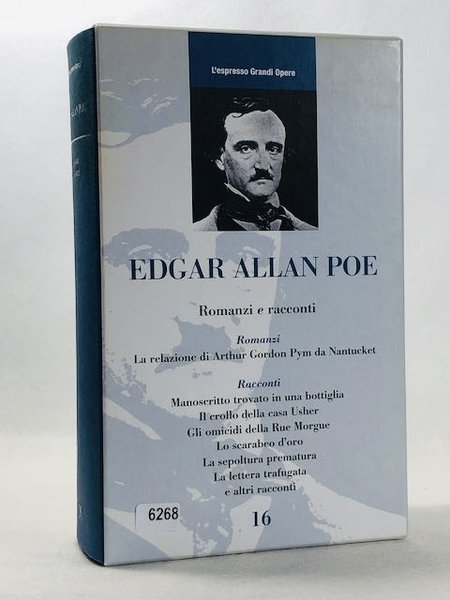 L'espresso Grandi Opere
EDGAR ALLAN POE
Romanzi e racconti
Romanzi
La relazione di Arthur Gordon Pym da Nantucket
Racconti
Manoscritto trovato in una bottiglia
Il crollo della casa Usher
Gli omicidi della Rue Morgue
Lo scarabeo d'oro
La sepoltura prematura
La lettera trafugata
e altri racconti
6268
16